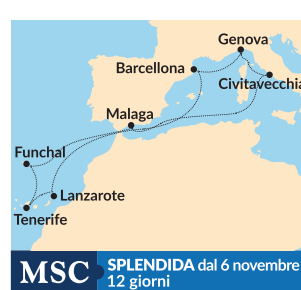 Genova
Barcellona
Civitavecchia
Malaga
Funchal
Lanzarote
Tenerife
MSC
SPLENDIDA dal 6 novembre
12 giorni